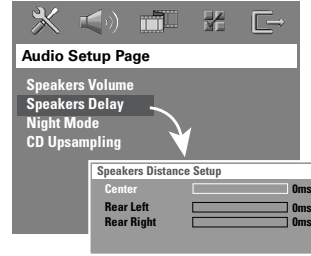 Audio Setup Page
Speakers Volume
Speakers Delay
Night Mode
CD Upsampling
Speakers Distance Setup
Center 0ms
Rear Left 0ms
Rear Right 0ms